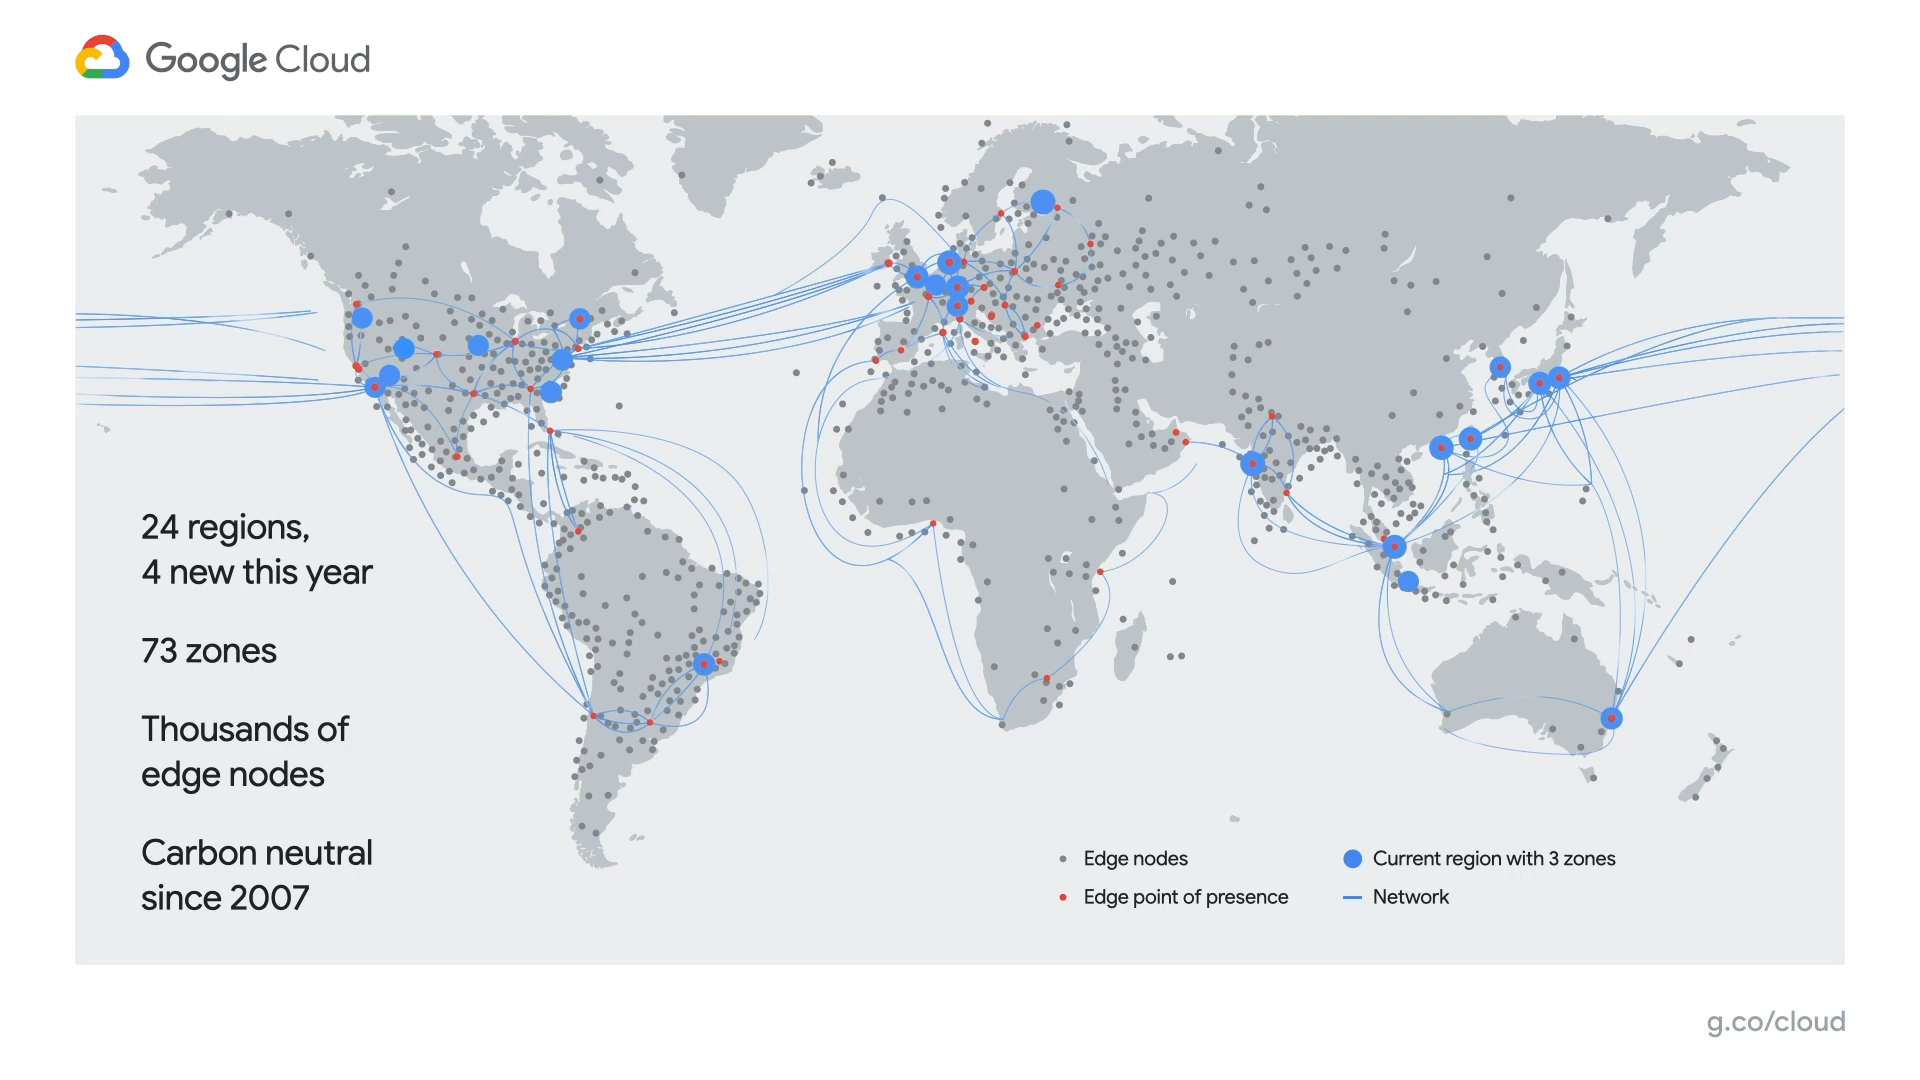 Google Cloud
24 regions,
4 new this year
73 zones
Thousands of
edge nodes
Carbon neutral
since 2007
Edge nodes
Current region with 3 zones
Edge point of presence
Network
g.co/cloud